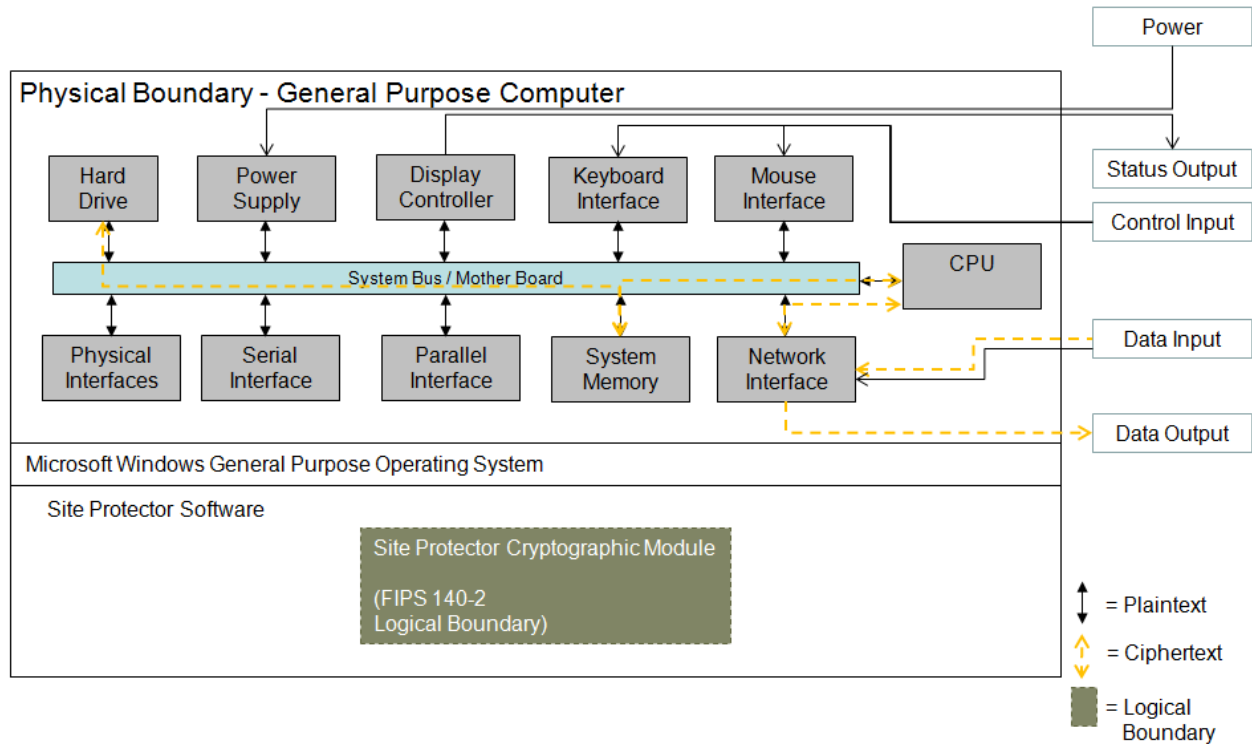 Power
Physical Boundary - General Purpose Computer
Hard
Drive
Power
Supply
Display
Controller
Keyboard
Interface
Mouse
Interface
Status Output
Control Input
System Bus / Mother Board
CPU
Physical
Interfaces
Serial
Interface
Parallel
Interface
System
Memory
Network
Interface
Data Input
Data Output
Microsoft Windows General Purpose Operating System
Site Protector Software
Site Protector Cryptographic Module
(FIPS 140-2
Logical Boundary)
= Plaintext
= Ciphertext
= Logical
Boundary